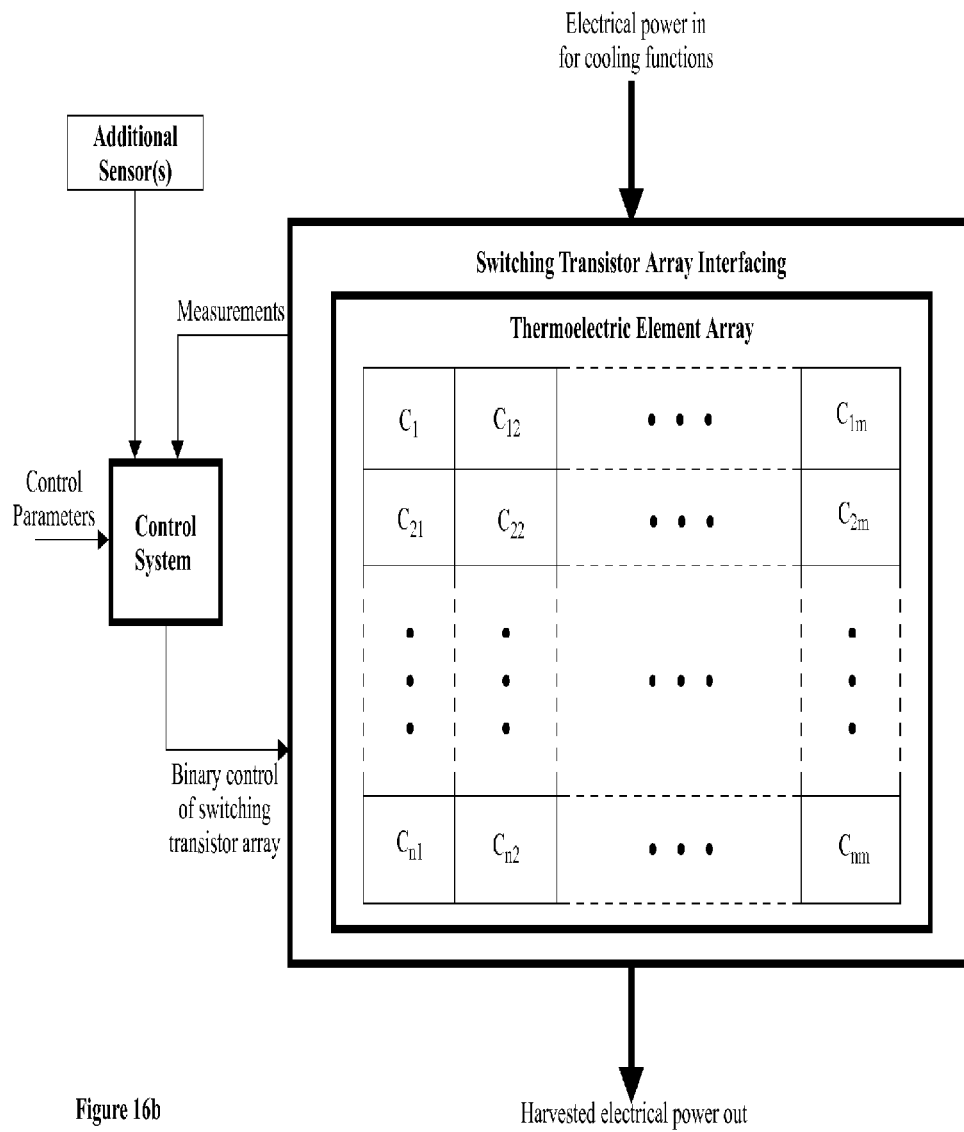 Electrical power in
for cooling functions
Additional
Sensor(s)
Switching Transistor Array Interfacing
Measurements
Thermoelectric Element Array
C1 C12 C1m
Control
Parameters
Control
System
C21 C22 C2m
Binary control
of switching
transistor array
Cn1 Cn2 Cnm
Figure 16b
Harvested electrical power out